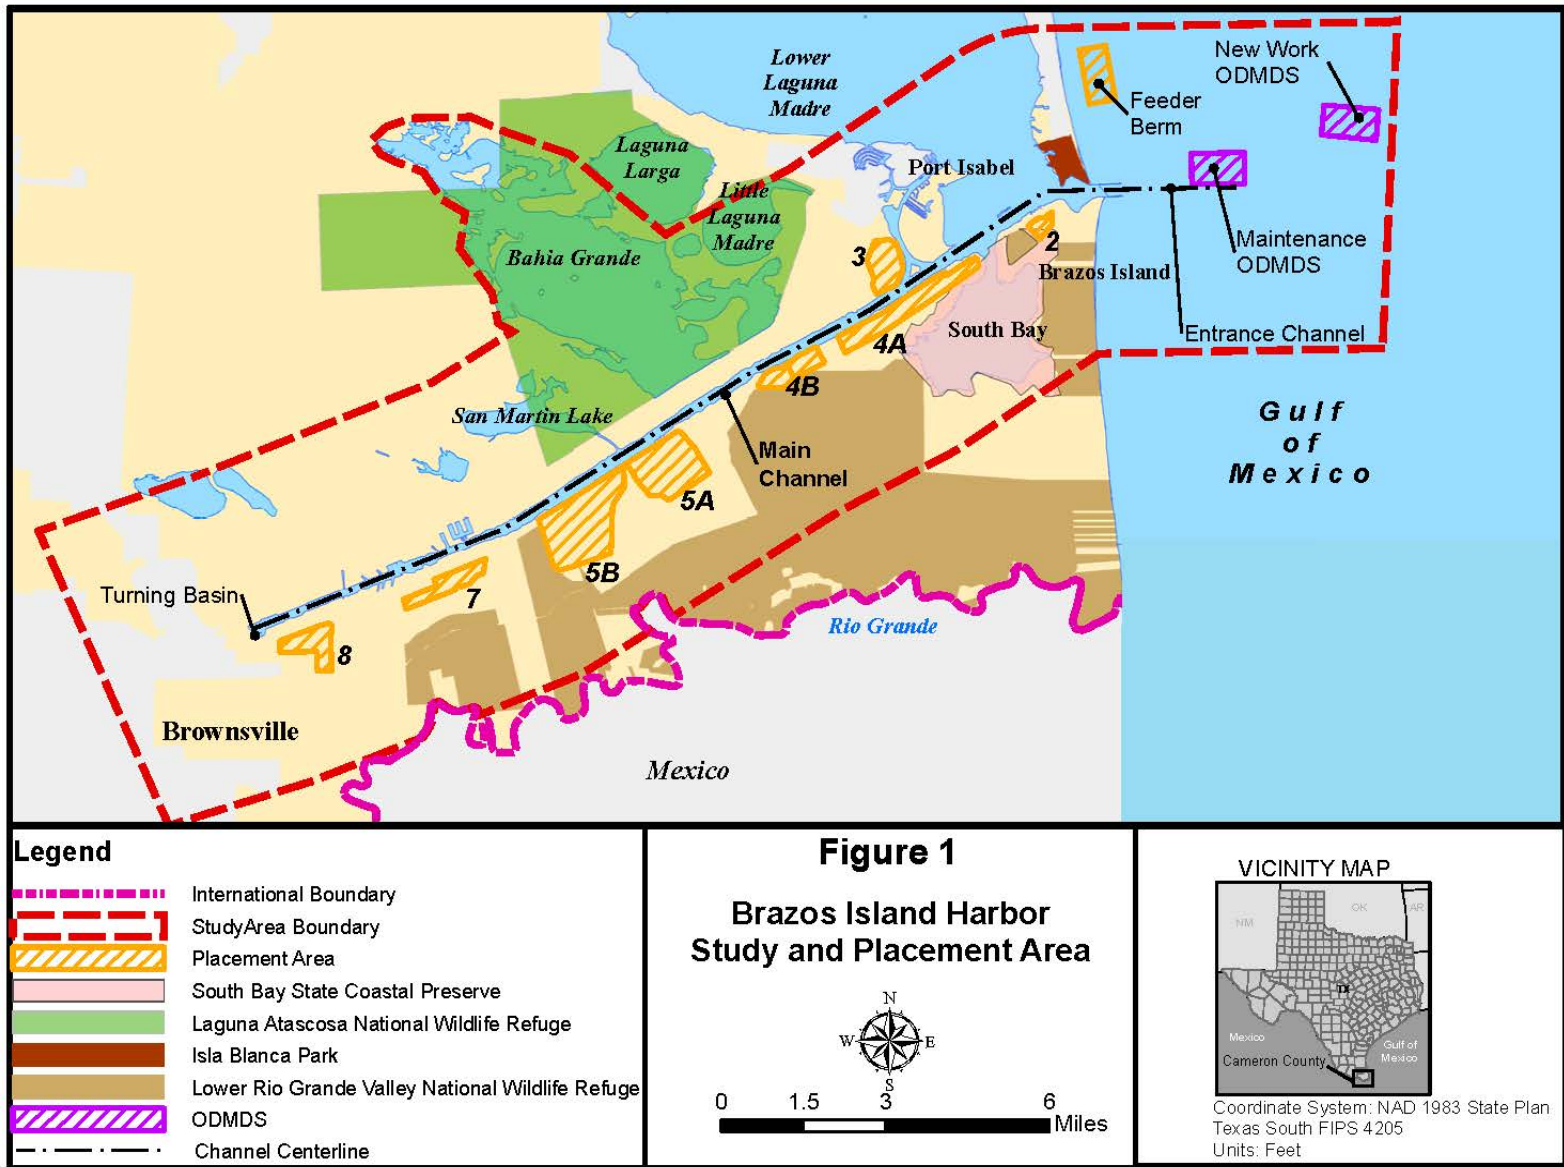 Lower
Laguna
Madre
New Work
ODMDS
Feeder
Berm
Laguna
Larga
Port Isabel
Little
Laguna
Madre
Bahia Grande
3
2
Maintenance
ODMDS
Brazos Island
South Bay
Entrance Channel
4A
4B
San Martin Lake
Gulf
of
Mexico
Main
Channel
5A
5B
7
Turning Basin
8
Rio Grande
Brownsville
Mexico
Legend
International Boundary
StudyArea Boundary
Placement Area
South Bay State Coastal Preserve
Laguna Atascosa National Wildlife Refuge
Isla Blanca Park
Lower Rio Grande Valley National Wildlife Refuge
ODMDS
Channel Centerline
Figure 1
Brazos Island Harbor
Study and Placement Area
N
W E
S
0 1.5 3 6
Miles
VICINITY MAP
NM
OK
AR
TX
Mexico
Gulf of
Mexico
Cameron County
Coordinate System: NAD 1983 State Plan
Texas South FIPS 4205
Units: Feet